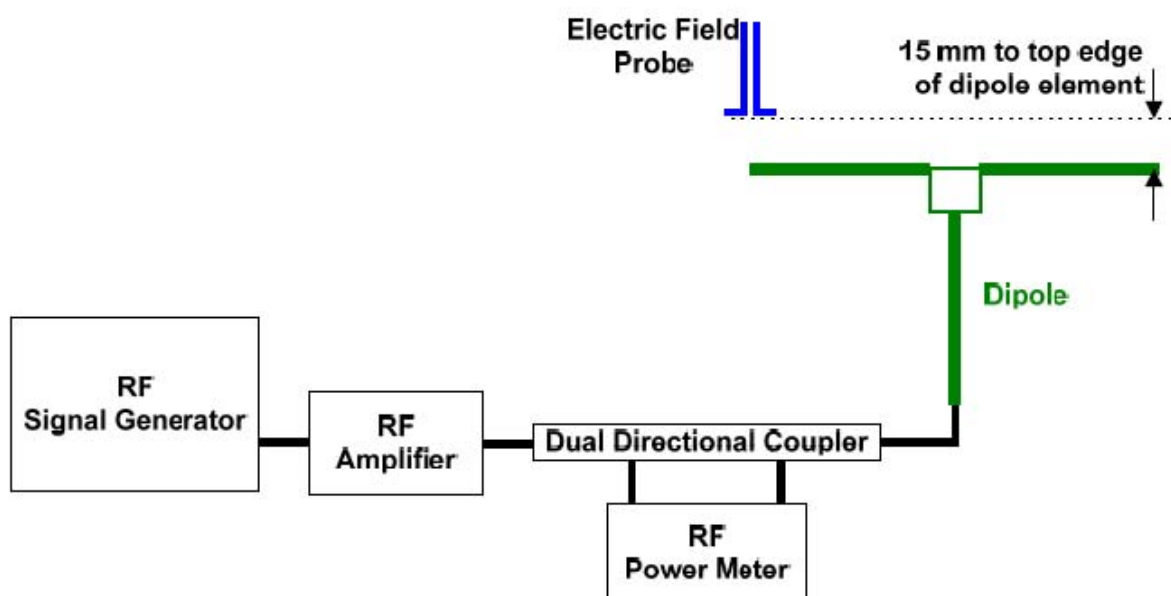 Electric Field
Probe
15 mm to top edge
of dipole element
Dipole
RF
Signal Generator
RF
Amplifier
Dual Directional Coupler
RF
Power Meter